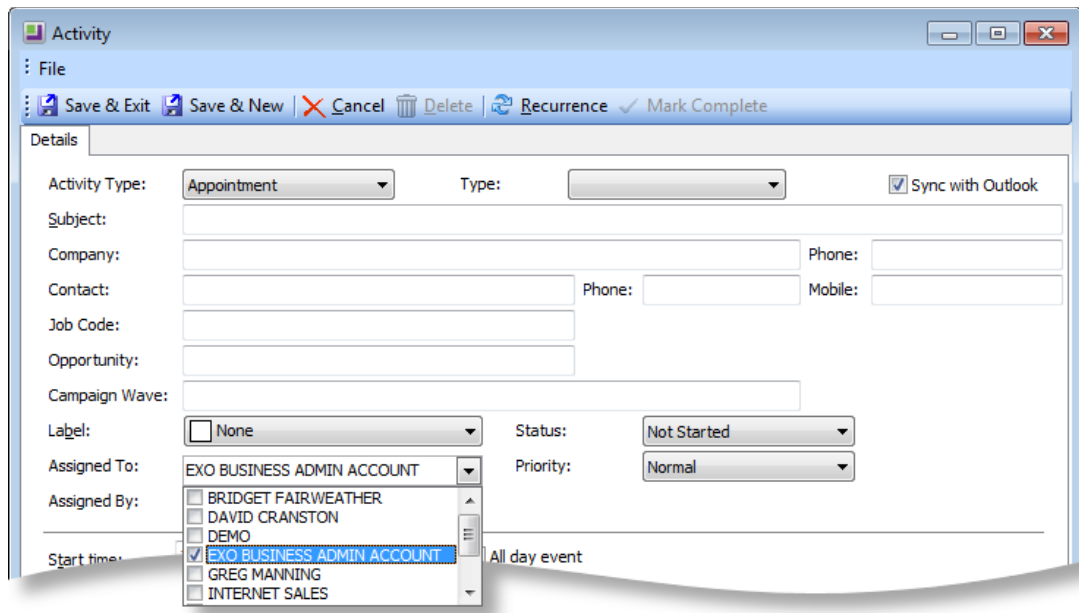 Activity
File
Save & Exit Save & New Cancel Delete Recurrence Mark Complete
Details
Activity Type: Appointment Type: Sync with Outlook
Subject:
Company: Phone:
Contact: Phone: Mobile:
Job Code:
Opportunity:
Campaign Wave:
Label: None Status: Not Started
Assigned To: EXO BUSINESS ADMIN ACCOUNT Priority: Normal
Assigned By:
BRIDGET FAIRWEATHER
DAVID CRANSTON
DEMO
EXO BUSINESS ADMIN ACCOUNT
GREG MANNING
INTERNET SALES
Start time: All day event